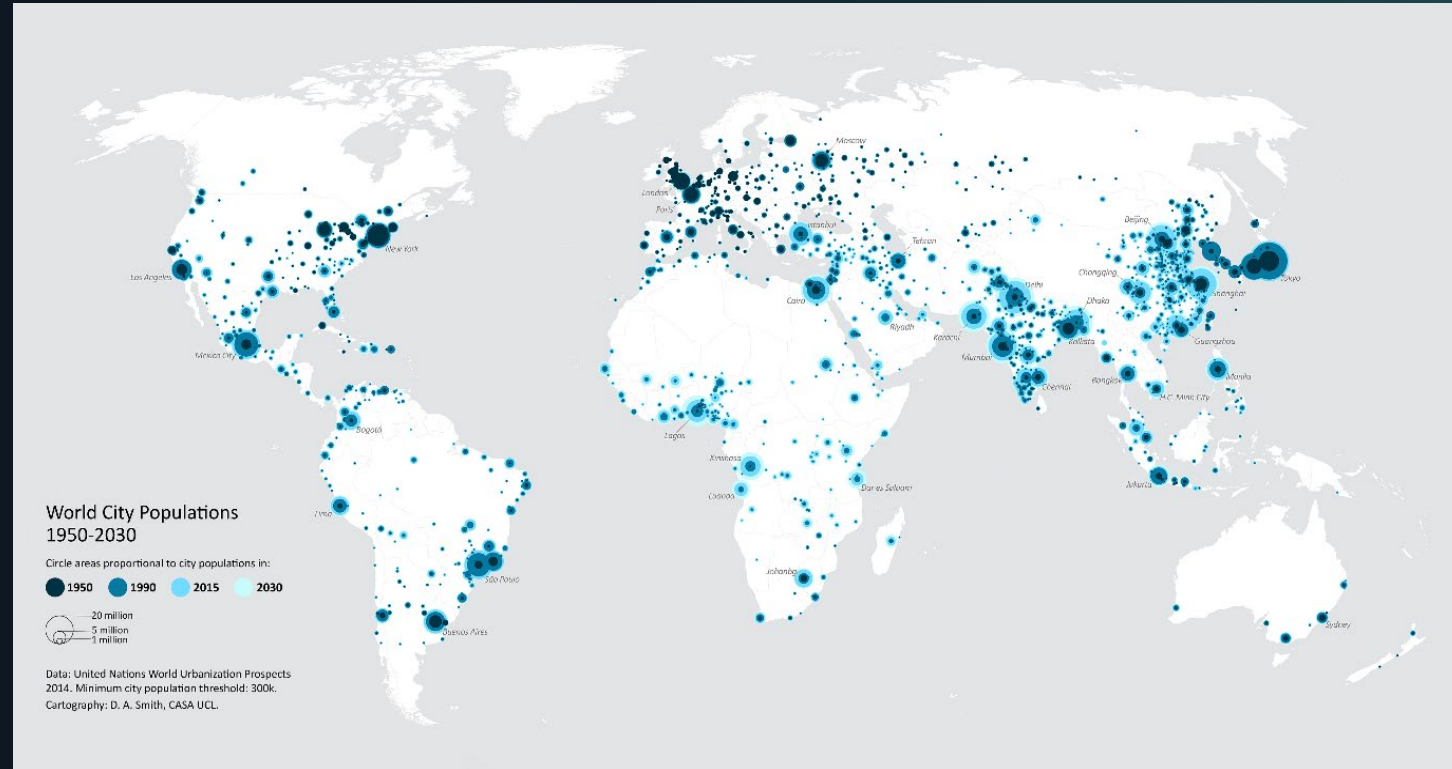 Moscow
London
Paris
Istanbul
Beijing
New York
Tehran
Los Angeles
Chongqing
Tokyo
Delhi
Shanghai
Cairo
Dhaka
Riyadh
Karachi
Kolkata
Guangzhou
Mexico City
Mumbai
Bangkok
Manila
Chennai
H.C. Minh City
Bogotá
Lagos
Kinshasa
Jakarta
Luanda
Dar es Salaam
Lima
World City Populations
1950-2030
Circle areas proportional to city populations in:
1950 1990 2015 2030
São Paulo
20 million
5 million
1 million
Buenos Aires
Sydney
Data: United Nations World Urbanization Prospects
2014. Minimum city population threshold: 300k.
Cartography: D. A. Smith, CASA UCL.